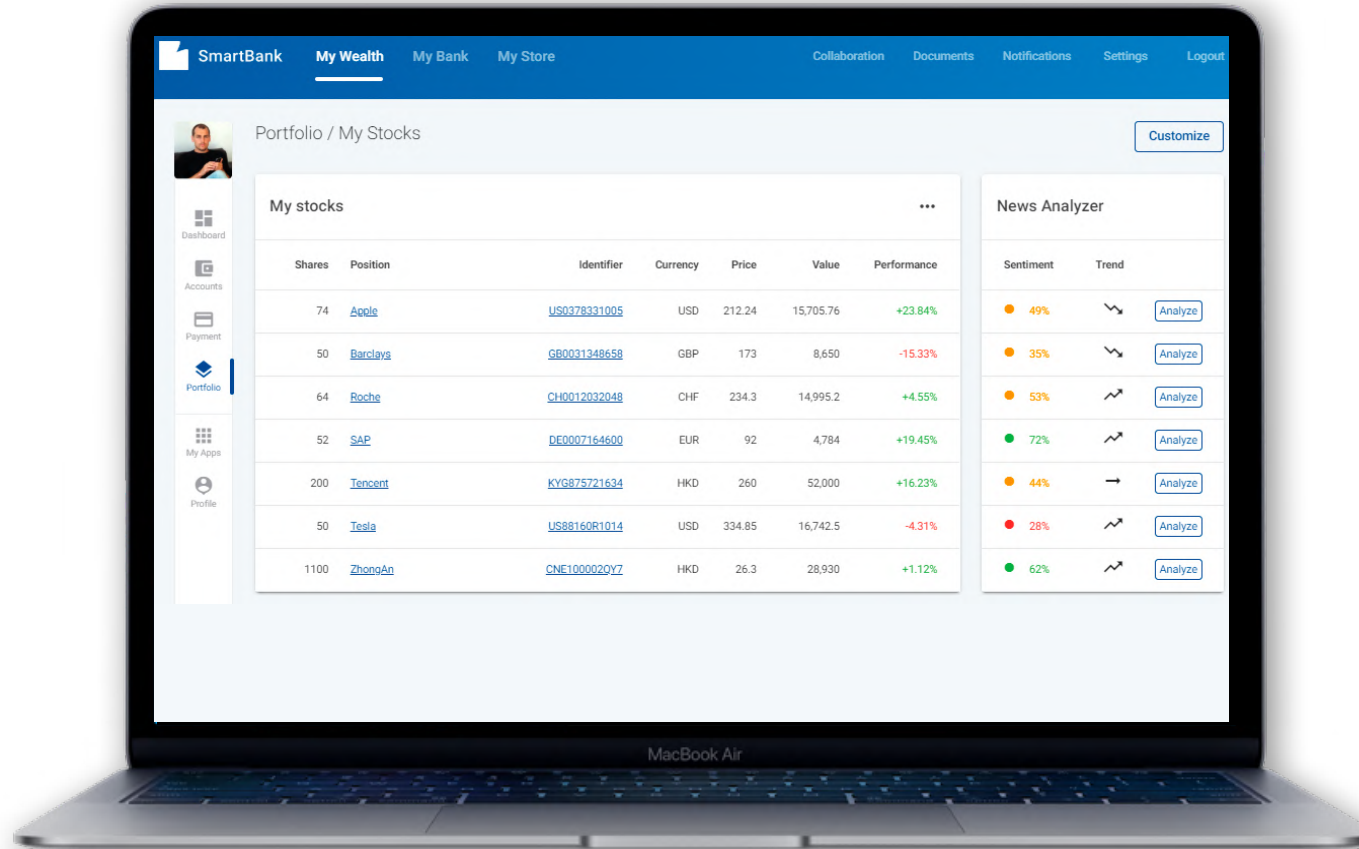 SmartBank My Wealth My Bank My Store Collaboration Documents Notifications Settings Logout
Portfolio / My Stocks Customize
My stocks ••• News Analyzer
Dashboard
Accounts
Payment
Portfolio
My Apps
Profile
Shares Position Identifier Currency Price Value Performance Sentiment Trend
74 Apple US0378331005 USD 212.24 15,705.76 +23.84% 49% Analyze
50 Barclays GB0031348658 GBP 173 8,650 -15.33% 35% Analyze
64 Roche CH0012032048 CHF 234.3 14,995.2 +4.55% 53% Analyze
52 SAP DE0007164600 EUR 92 4,784 +19.45% 72% Analyze
200 Tencent KYG875721634 HKD 260 52,000 +16.23% 44% Analyze
50 Tesla US88160R1014 USD 334.85 16,742.5 -4.31% 28% Analyze
1100 ZhongAn CNE100002QY7 HKD 26.3 28,930 +1.12% 62% Analyze
MacBook Air